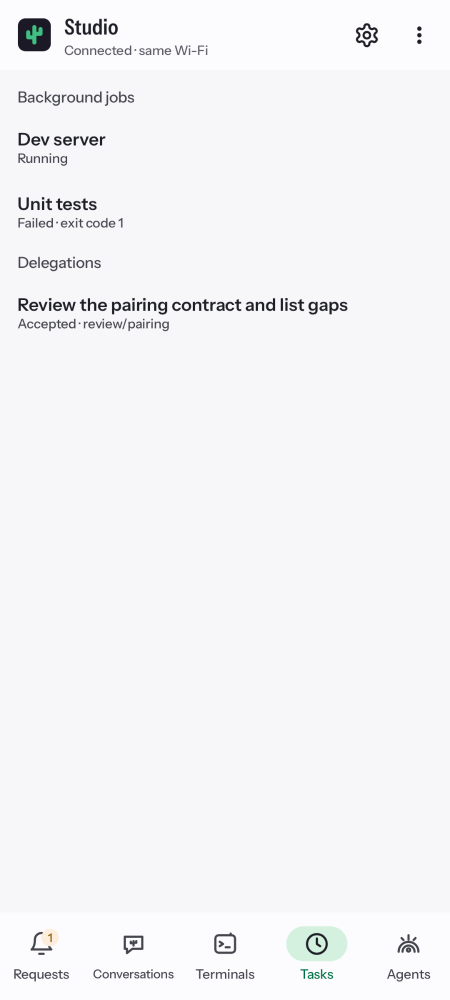 Studio
Connected · same Wi-Fi
Background jobs
Dev server
Running
Unit tests
Failed · exit code 1
Delegations
Review the pairing contract and list gaps
Accepted · review/pairing
1
Requests
Conversations
Terminals
Tasks
Agents